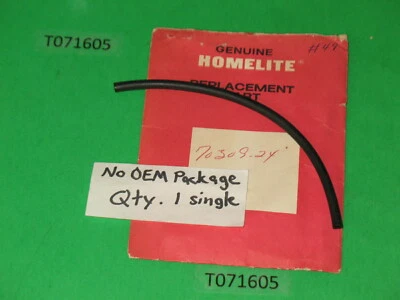 T071605
GENUINE
HOMELITE
#49
REPLACEMENT
PART
70309-24"
No OEM Package
Qty. 1 single
T071605